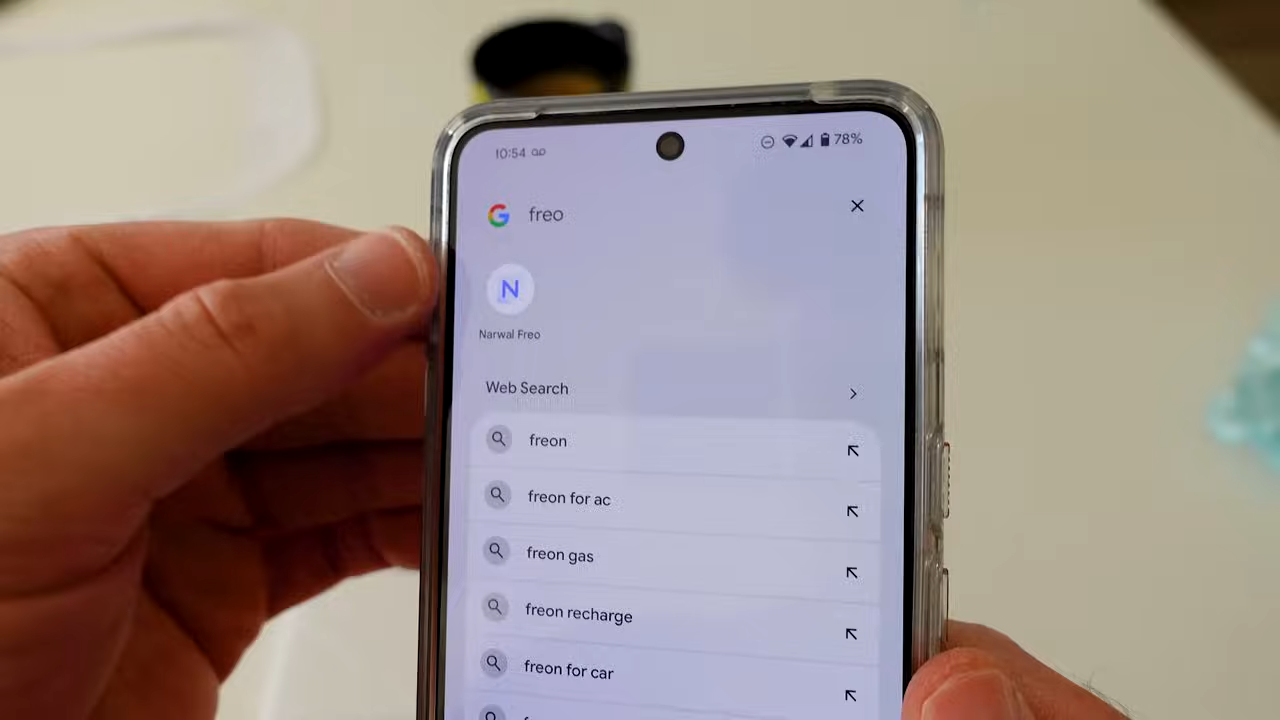 10:54 78%
freo
N
Narwal Freo
Web Search
freon
freon for ac
freon gas
freon recharge
freon for car